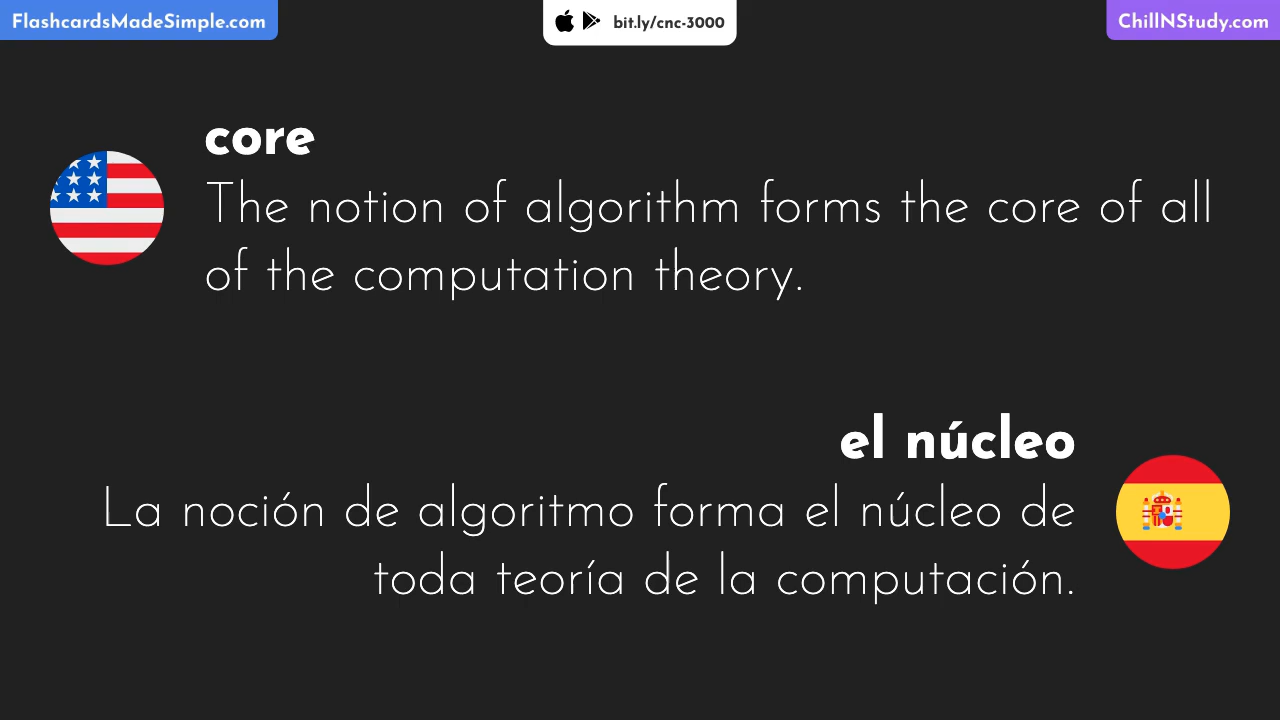 FlashcardsMadeSimple.com
bit.ly/cnc-3000
ChillNStudy.com
core
The notion of algorithm forms the core of all
of the computation theory.
el núcleo
La noción de algoritmo forma el núcleo de
toda teoría de la computación.